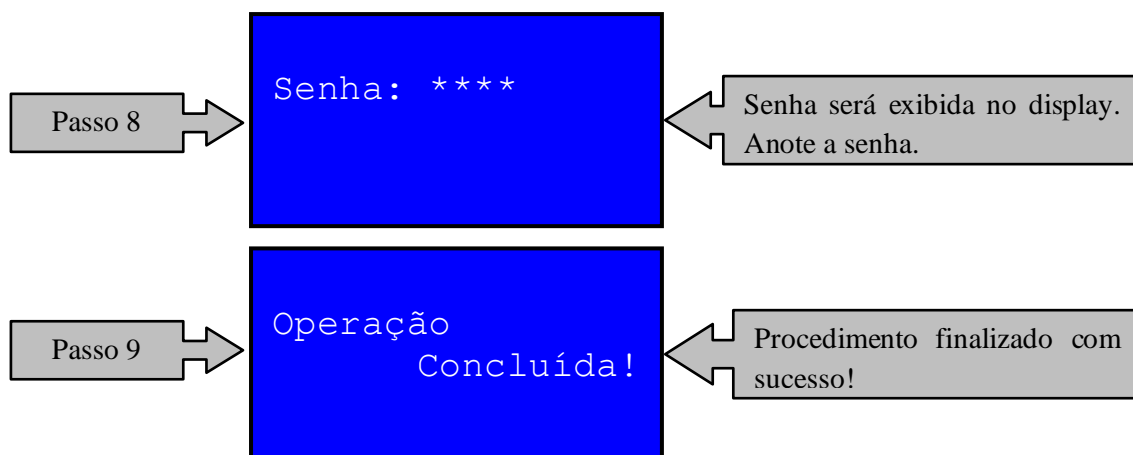 Passo 8
Senha: ****
Senha será exibida no display.
Anote a senha.
Passo 9
Operação
Concluída!
Procedimento finalizado com
sucesso!